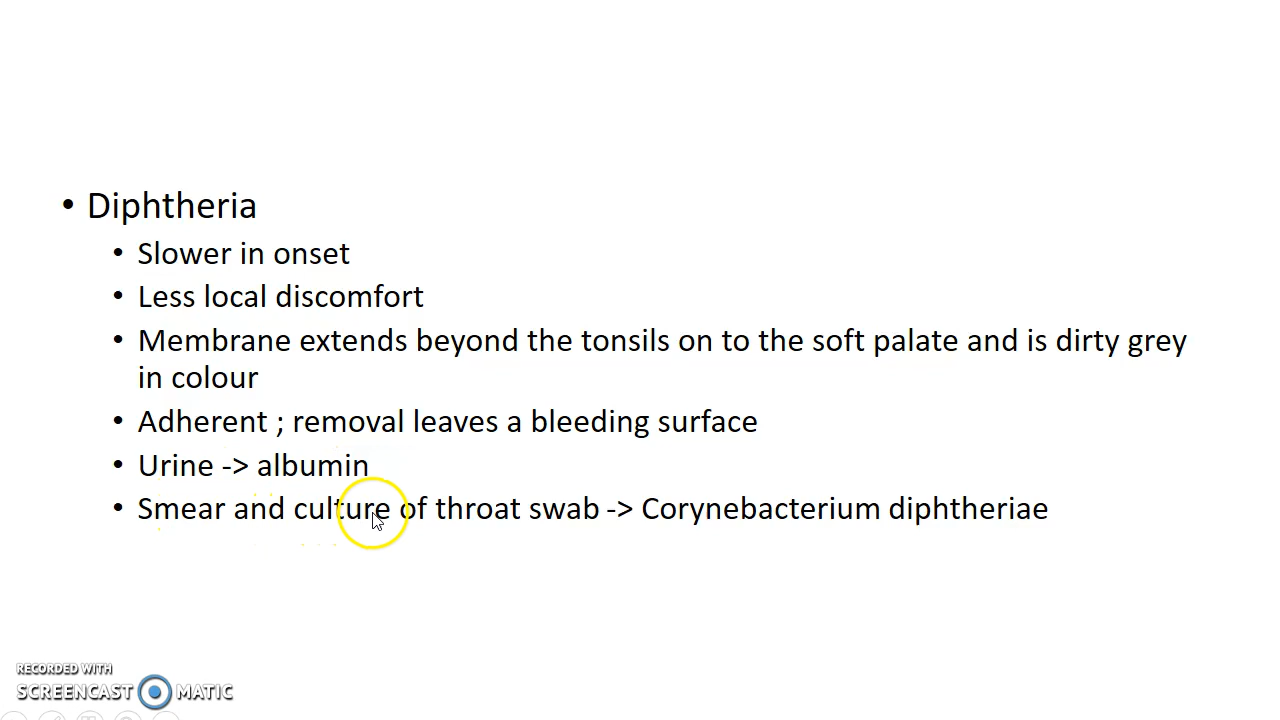 • Diphtheria
• Slower in onset
• Less local discomfort
• Membrane extends beyond the tonsils on to the soft palate and is dirty grey
in colour
• Adherent ; removal leaves a bleeding surface
• Urine -> albumin
• Smear and culture of throat swab -> Corynebacterium diphtheriae
RECORDED WITH
SCREENCAST MATIC